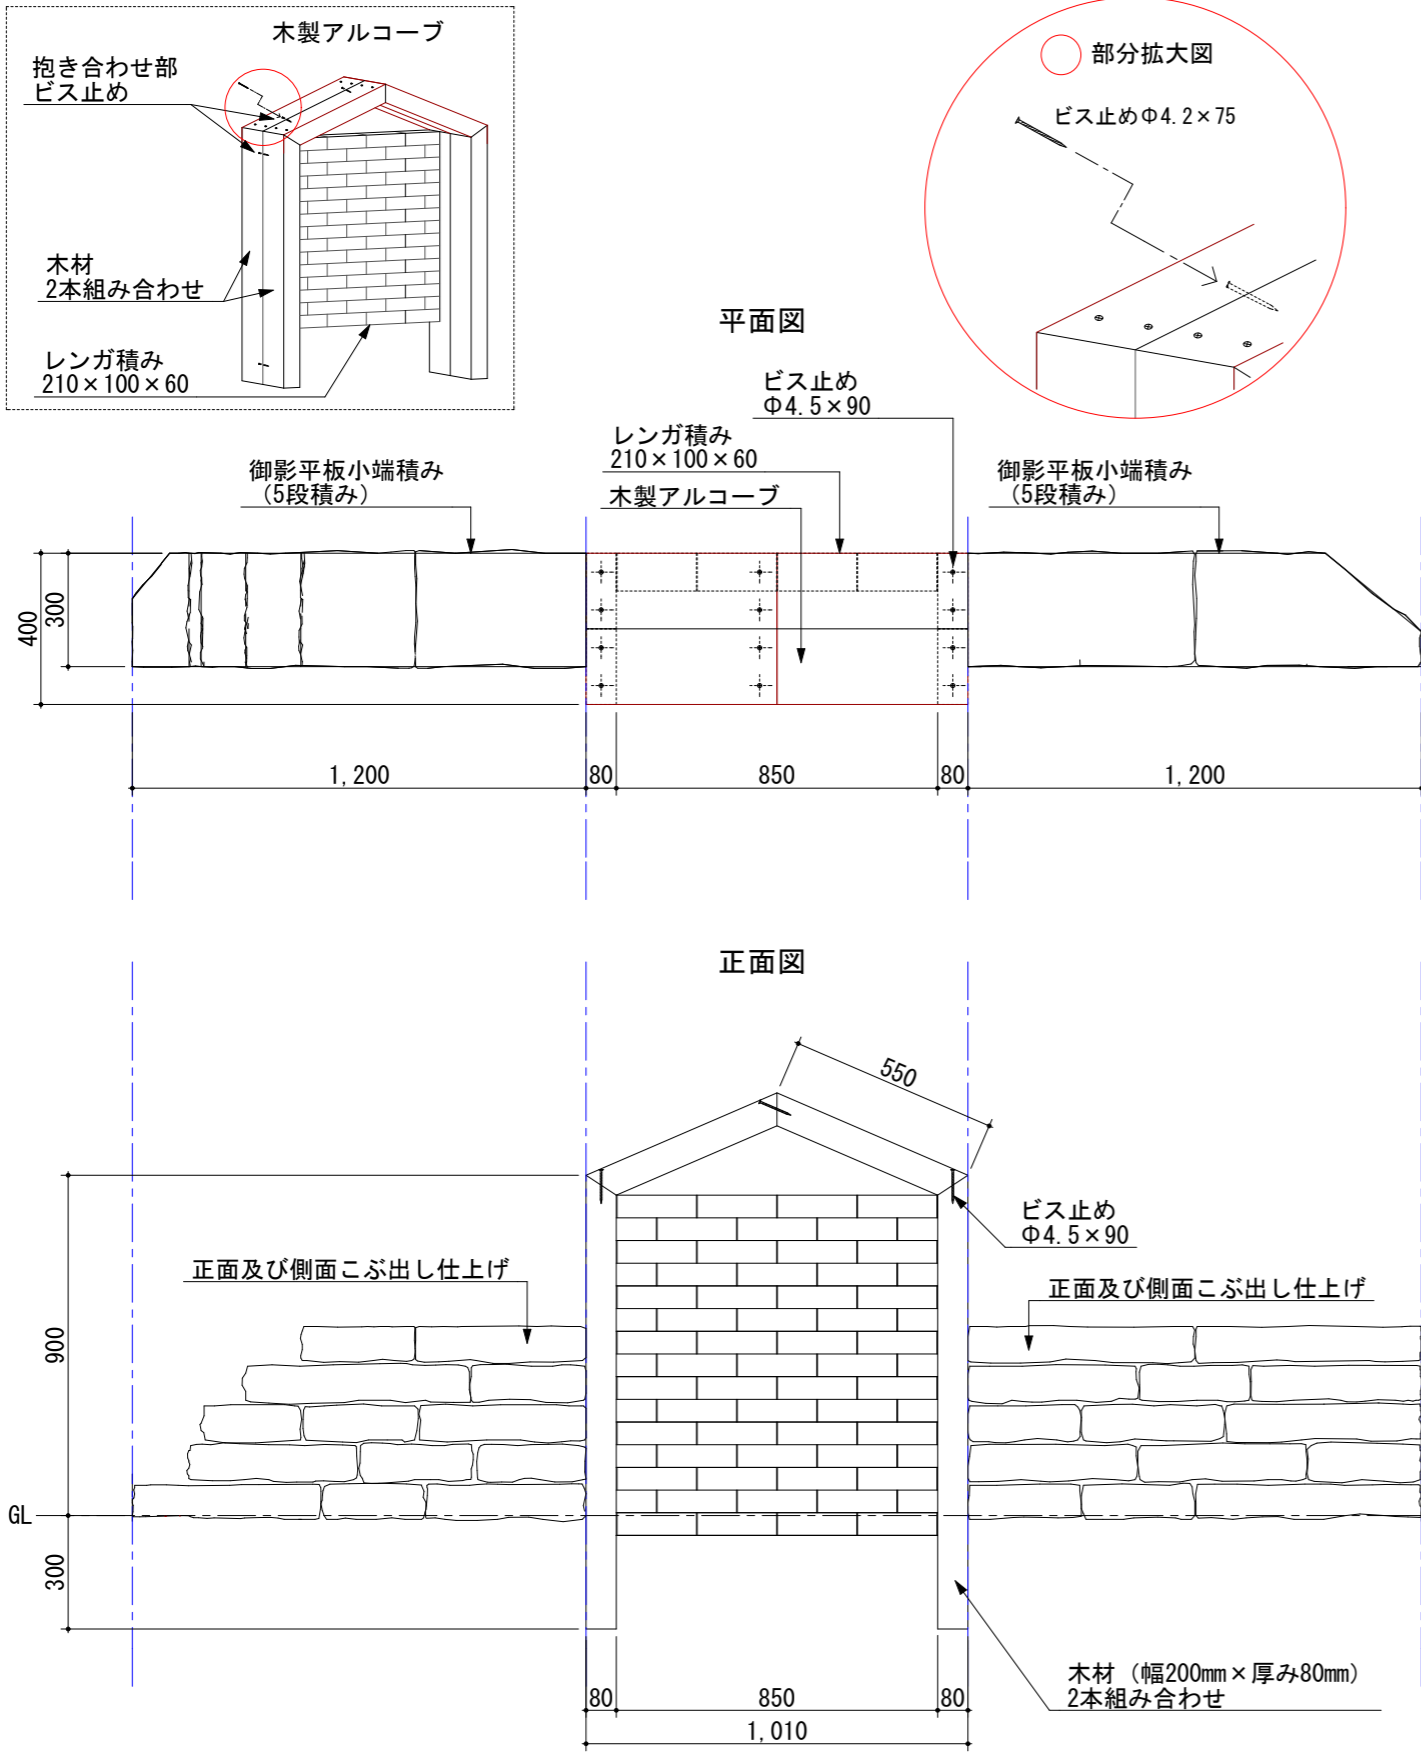 木製アルコーブ
抱き合わせ部
ビス止め
木材
2本組み合わせ
レンガ積み
210×100×60
部分拡大図
ビス止めΦ4.2×75
平面図
ビス止め
Φ4.5×90
レンガ積み
210×100×60
木製アルコーブ
御影平板小端積み
(5段積み)
御影平板小端積み
(5段積み)
400
300
1,200
80
850
80
1,200
正面図
550
ビス止め
Φ4.5×90
正面及び側面こぶ出し仕上げ
正面及び側面こぶ出し仕上げ
900
GL
300
木材(幅200mm×厚み80mm)
2本組み合わせ
80
850
80
1,010